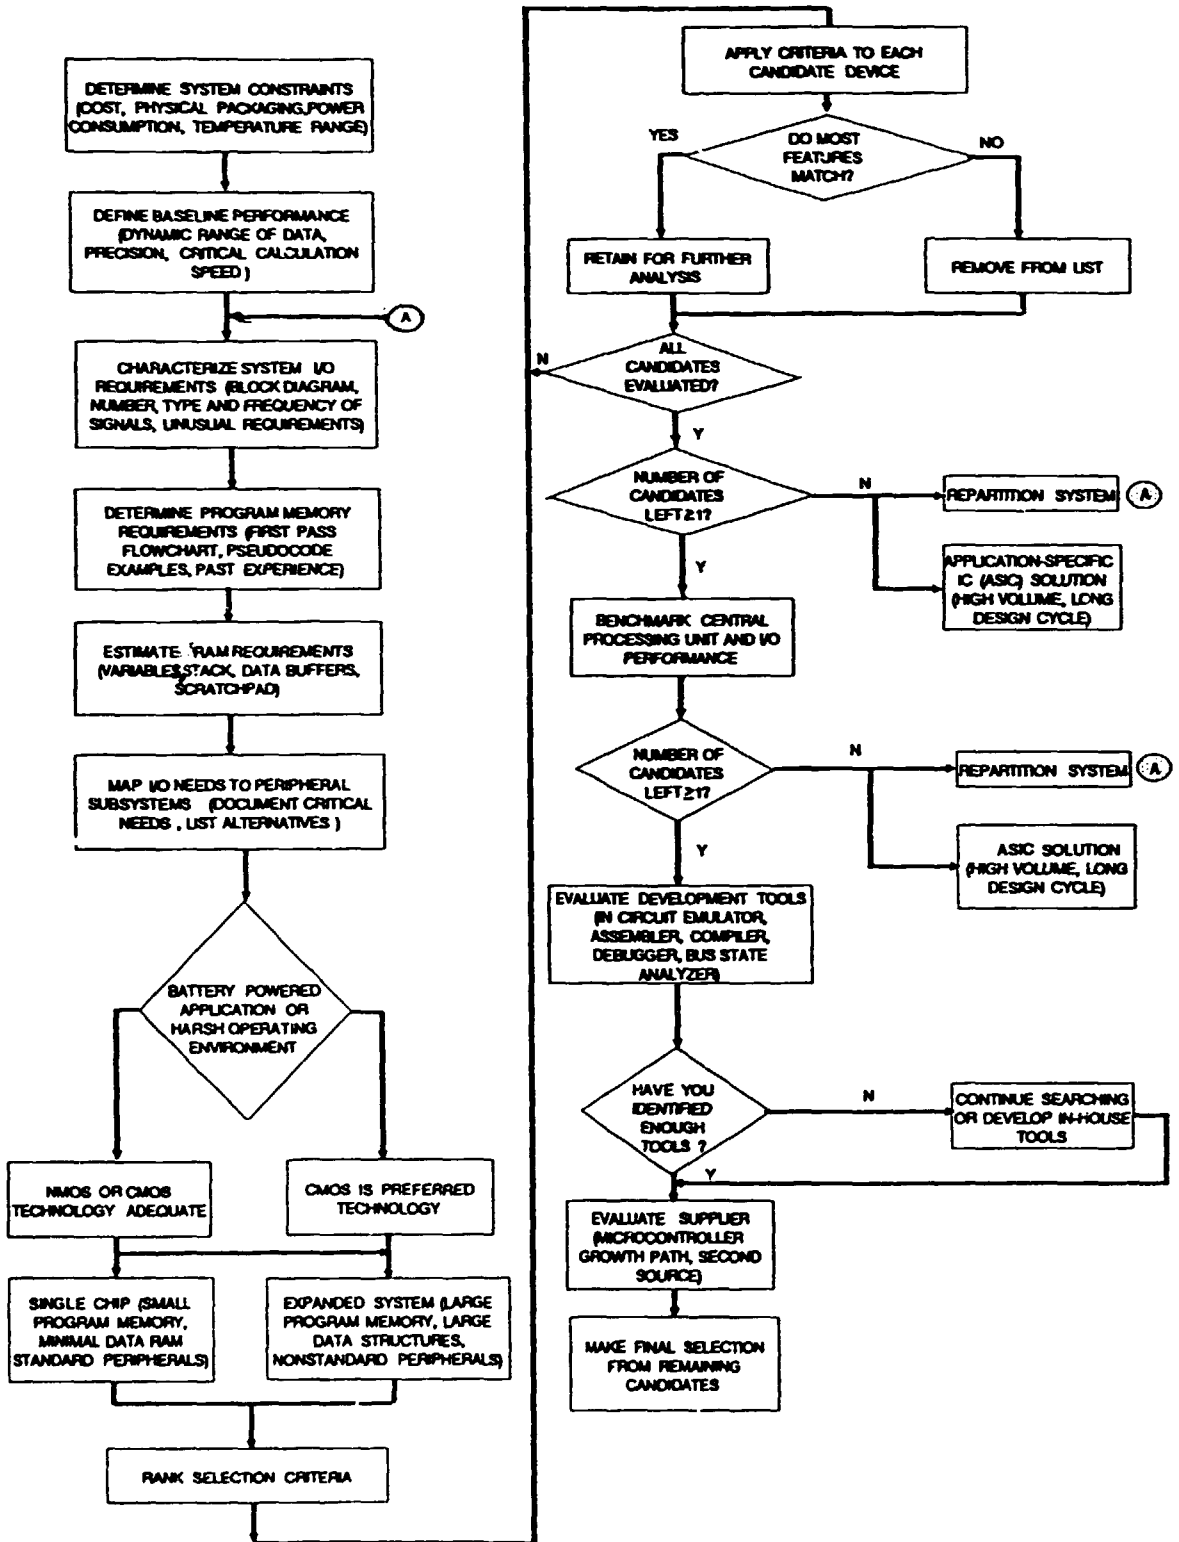 DETERMINE SYSTEM CONSTRAINTS
(COST, PHYSICAL PACKAGING,POWER
CONSUMPTION, TEMPERATURE RANGE)
DEFINE BASELINE PERFORMANCE
(DYNAMIC RANGE OF DATA,
PRECISION, CRITICAL CALCULATION
SPEED )
A
CHARACTERIZE SYSTEM I/O
REQUIREMENTS (BLOCK DIAGRAM,
NUMBER, TYPE AND FREQUENCY OF
SIGNALS, UNUSUAL REQUIREMENTS)
DETERMINE PROGRAM MEMORY
REQUIREMENTS (FIRST PASS
FLOWCHART, PSEUDOCODE
EXAMPLES, PAST EXPERIENCE)
ESTIMATE RAM REQUIREMENTS
(VARIABLES,STACK, DATA BUFFERS,
SCRATCHPAD)
MAP I/O NEEDS TO PERIPHERAL
SUBSYSTEMS (DOCUMENT CRITICAL
NEEDS , LIST ALTERNATIVES )
BATTERY POWERED
APPLICATION OR
HARSH OPERATING
ENVIRONMENT
NMOS OR CMOS
TECHNOLOGY ADEQUATE
CMOS IS PREFERRED
TECHNOLOGY
SINGLE CHIP (SMALL
PROGRAM MEMORY,
MINIMAL DATA RAM
STANDARD PERIPHERALS)
EXPANDED SYSTEM (LARGE
PROGRAM MEMORY, LARGE
DATA STRUCTURES,
NONSTANDARD PERIPHERALS)
RANK SELECTION CRITERIA
APPLY CRITERIA TO EACH
CANDIDATE DEVICE
YES
DO MOST
FEATURES
MATCH?
NO
RETAIN FOR FURTHER
ANALYSIS
REMOVE FROM LIST
N
ALL
CANDIDATES
EVALUATED?
Y
NUMBER OF
CANDIDATES
LEFT ≥1?
N
REPARTITION SYSTEM
A
APPLICATION-SPECIFIC
IC (ASIC) SOLUTION
(HIGH VOLUME, LONG
DESIGN CYCLE)
Y
BENCHMARK CENTRAL
PROCESSING UNIT AND I/O
PERFORMANCE
NUMBER OF
CANDIDATES
LEFT ≥1?
N
REPARTITION SYSTEM
A
ASIC SOLUTION
(HIGH VOLUME, LONG
DESIGN CYCLE)
Y
EVALUATE DEVELOPMENT TOOLS
(IN CIRCUIT EMULATOR,
ASSEMBLER, COMPILER,
DEBUGGER, BUS STATE
ANALYZER)
HAVE YOU
IDENTIFIED
ENOUGH
TOOLS ?
N
CONTINUE SEARCHING
OR DEVELOP IN-HOUSE
TOOLS
Y
EVALUATE SUPPLIER
(MICROCONTROLLER
GROWTH PATH, SECOND
SOURCE)
MAKE FINAL SELECTION
FROM REMAINING
CANDIDATES